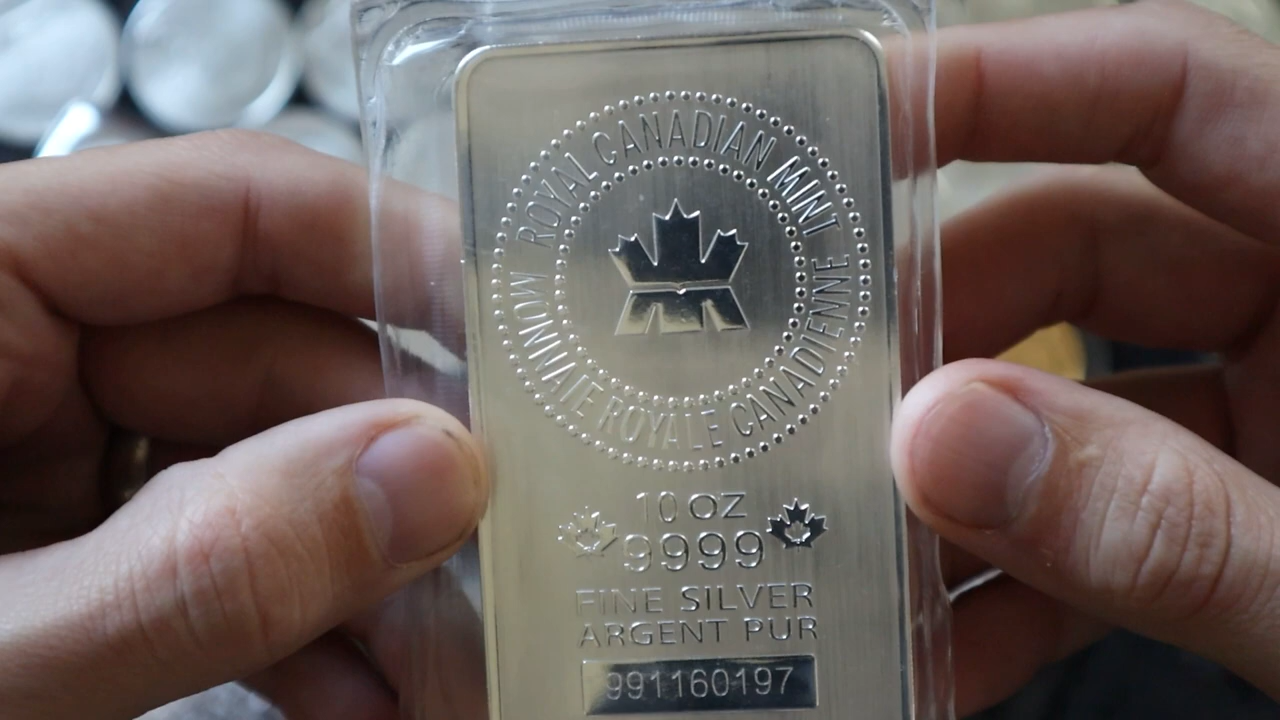 ROYAL CANADIAN MINT
MONNAIE ROYALE CANADIENNE
10 OZ
9999
FINE SILVER
ARGENT PUR
991160197